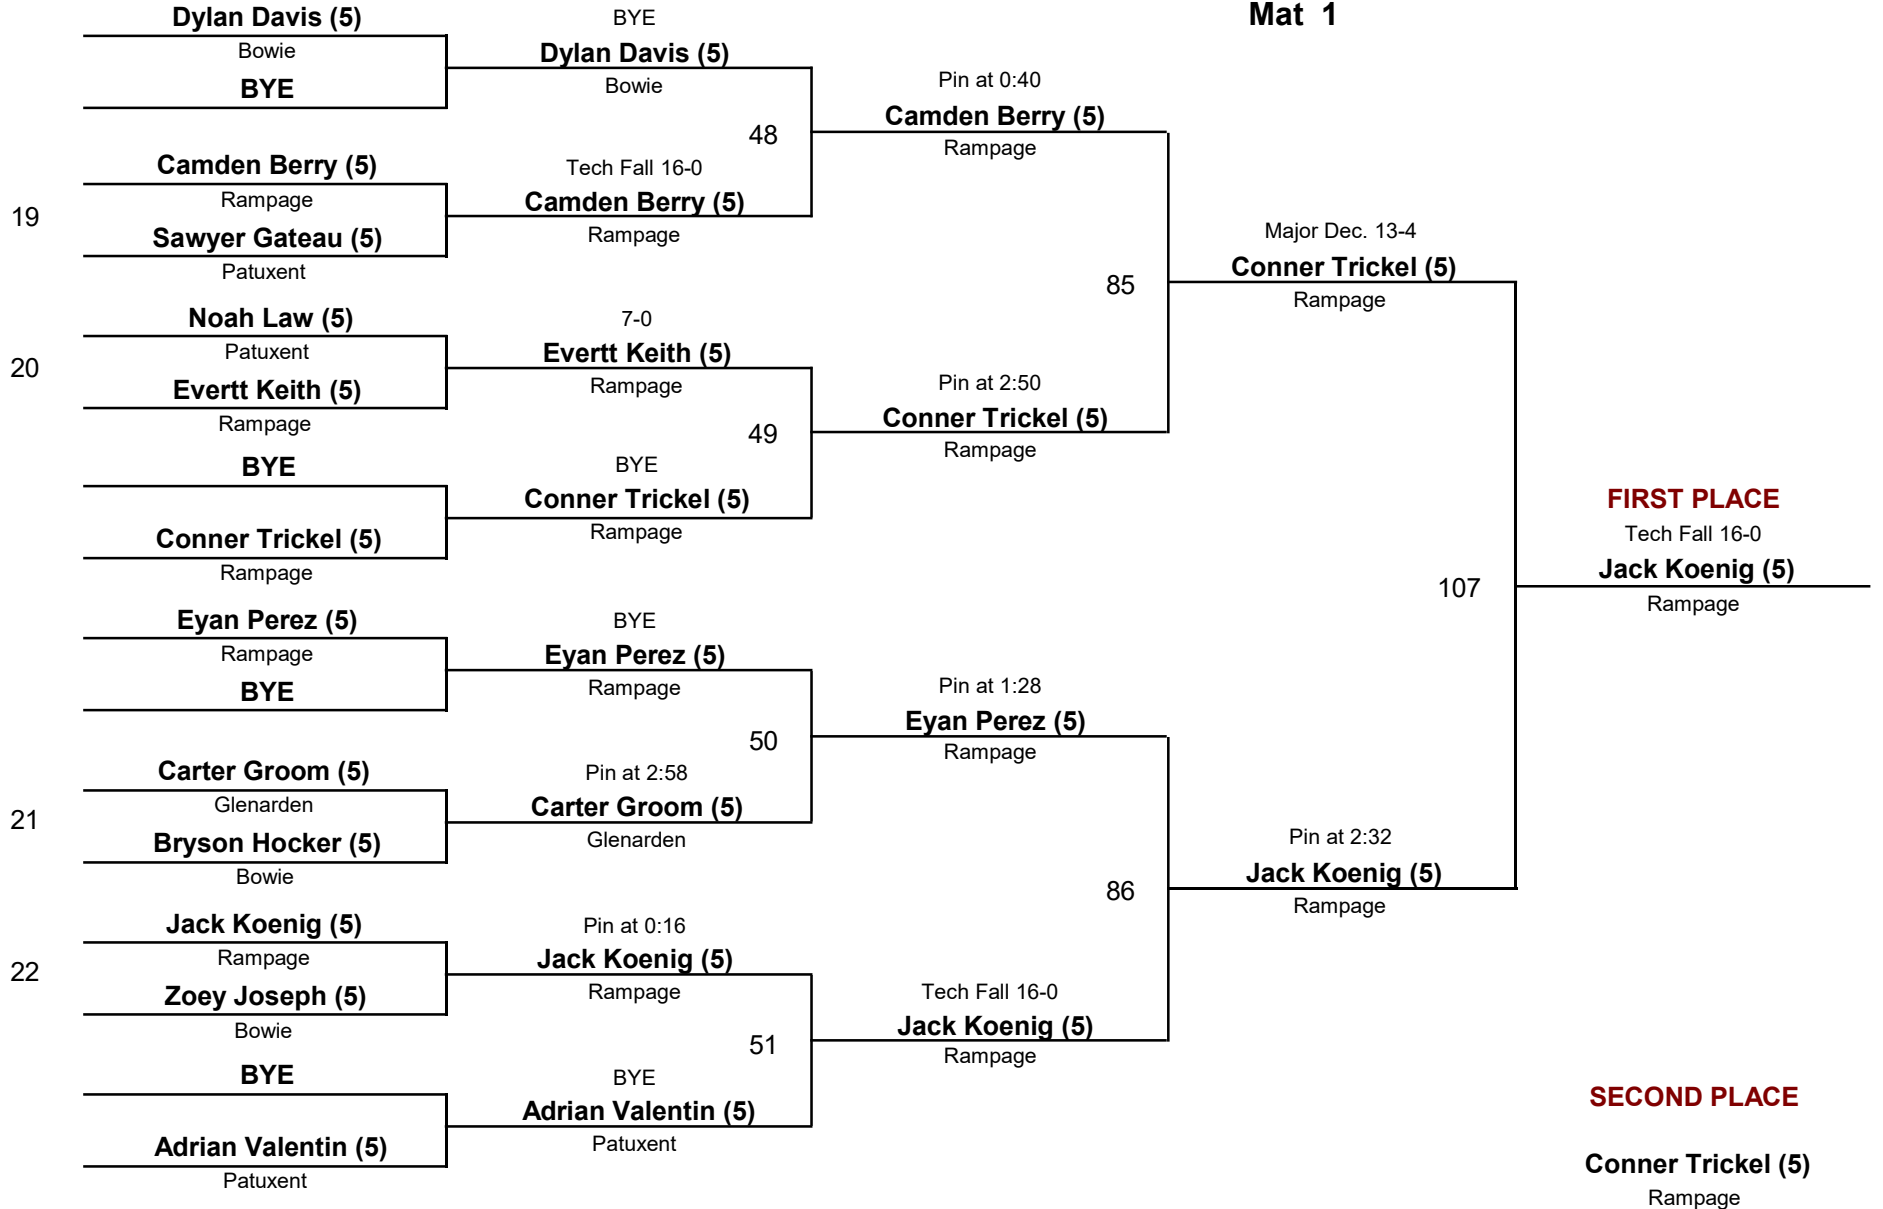 Mat 1
Dylan Davis (5)
Bowie
BYE
19
Camden Berry (5)
Rampage
Sawyer Gateau (5)
Patuxent
20
Noah Law (5)
Patuxent
Evertt Keith (5)
Rampage
BYE
Conner Trickel (5)
Rampage
Eyan Perez (5)
Rampage
BYE
21
Carter Groom (5)
Glenarden
Bryson Hocker (5)
Bowie
22
Jack Koenig (5)
Rampage
Zoey Joseph (5)
Bowie
BYE
Adrian Valentin (5)
Patuxent
BYE
Dylan Davis (5)
Bowie
48
Tech Fall 16-0
Camden Berry (5)
Rampage
7-0
Evertt Keith (5)
Rampage
49
BYE
Conner Trickel (5)
Rampage
BYE
Eyan Perez (5)
Rampage
50
Pin at 2:58
Carter Groom (5)
Glenarden
Pin at 0:16
Jack Koenig (5)
Rampage
51
BYE
Adrian Valentin (5)
Patuxent
Pin at 0:40
Camden Berry (5)
Rampage
85
Pin at 2:50
Conner Trickel (5)
Rampage
Pin at 1:28
Eyan Perez (5)
Rampage
86
Tech Fall 16-0
Jack Koenig (5)
Rampage
Major Dec. 13-4
Conner Trickel (5)
Rampage
107
Pin at 2:32
Jack Koenig (5)
Rampage
FIRST PLACE
Tech Fall 16-0
Jack Koenig (5)
Rampage
SECOND PLACE
Conner Trickel (5)
Rampage